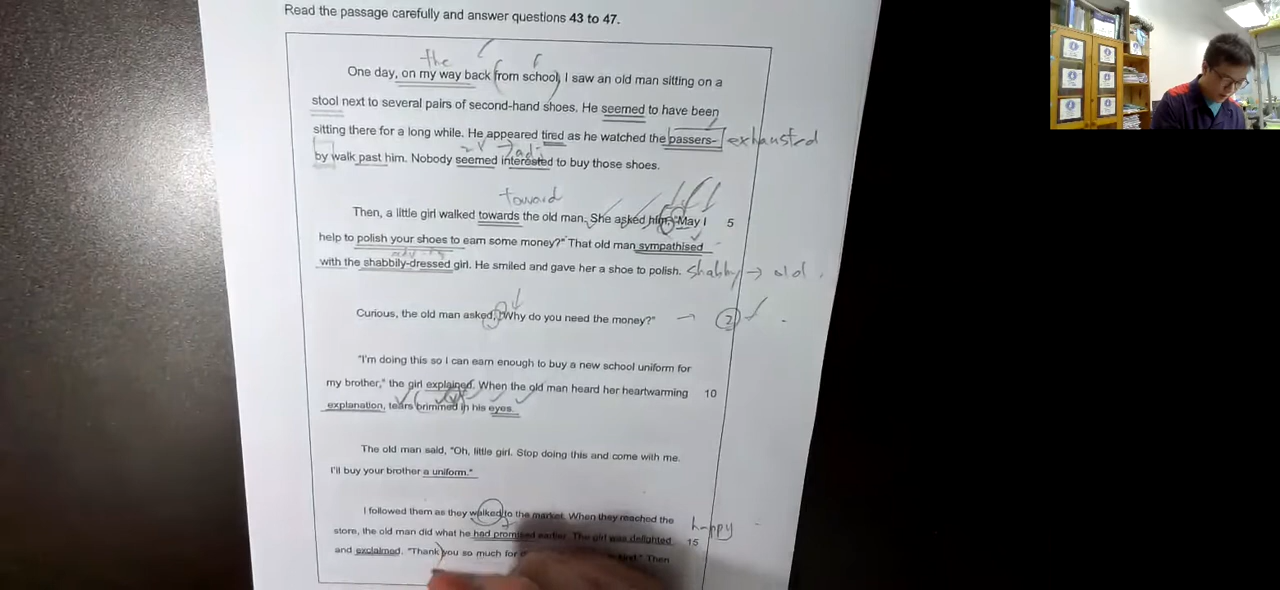 Read the passage carefully and answer questions 43 to 47.
the
One day, on my way back from school, I saw an old man sitting on a
stool next to several pairs of second-hand shoes. He seemed to have been
sitting there for a long while. He appeared tired as he watched the passers- exhausted
by walk past him. Nobody seemed interested to buy those shoes.
toward
Then, a little girl walked towards the old man. She asked him, "May I 5
help to polish your shoes to earn some money?" That old man sympathised
with the shabbily-dressed girl. He smiled and gave her a shoe to polish. shabby → old
Curious, the old man asked, "Why do you need the money?"
"I'm doing this so I can earn enough to buy a new school uniform for
my brother," the girl explained. When the old man heard her heartwarming 10
explanation, tears brimmed in his eyes.
The old man said, "Oh, little girl. Stop doing this and come with me.
I'll buy your brother a uniform."
I followed them as they walked to the market. When they reached the happy
store, the old man did what he had promised earlier. The girl was delighted 15
and exclaimed. "Thank you so much for Then